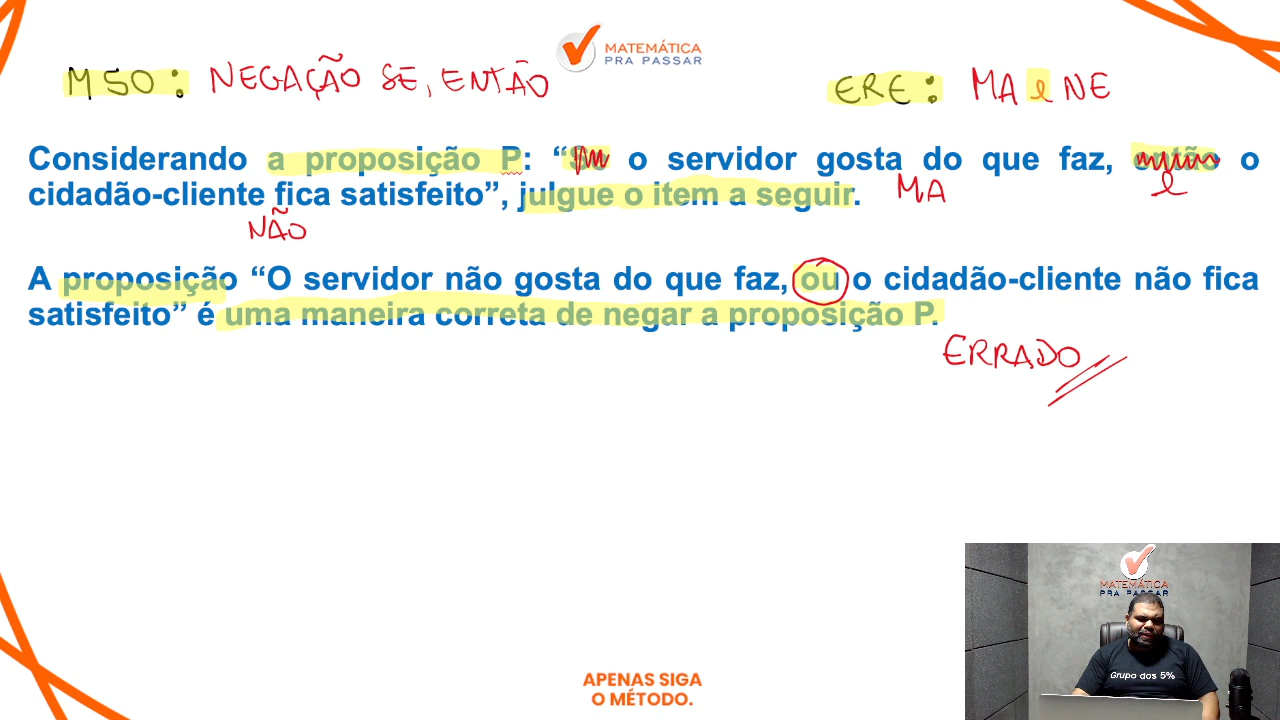 MATEMÁTICA
PRA PASSAR
M50: NEGAÇÃO SE, ENTÃO
ERE: MA e NE
Considerando a proposição P: “Se o servidor gosta do que faz, então o
cidadão-cliente fica satisfeito”, julgue o item a seguir.
MA
e
NÃO
A proposição “O servidor não gosta do que faz, ou o cidadão-cliente não fica
satisfeito” é uma maneira correta de negar a proposição P.
ERRADO
MATEMÁTICA
PRA PASSAR
Grupo dos 5%
APENAS SIGA
O MÉTODO.